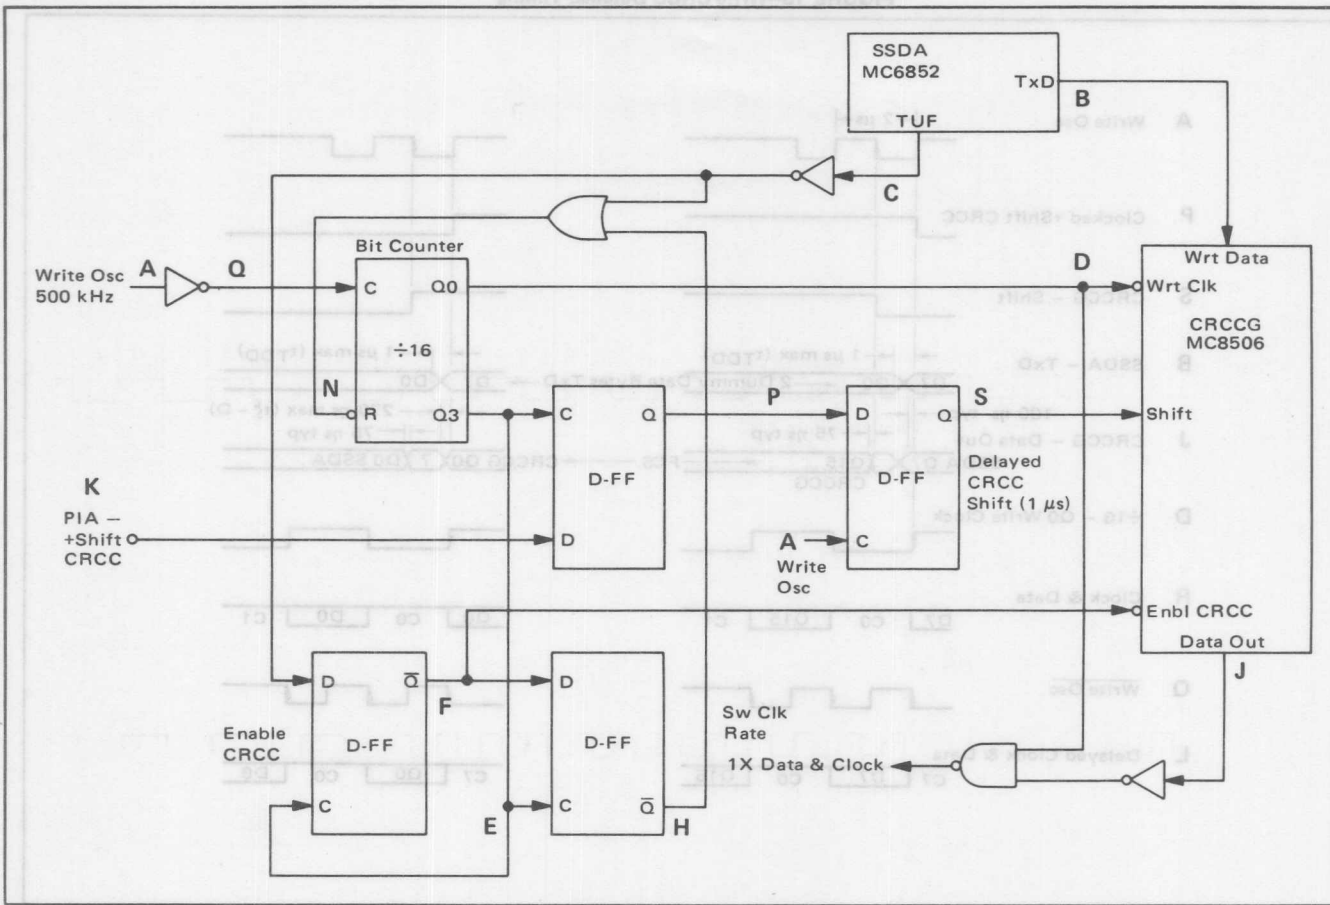 SSDA
MC6852
TxD
B
TUF
C
Bit Counter
Write Osc
500 kHz
A
Q
C
Q0
D
Wrt Data
Wrt Clk
CRCCG
MC8506
÷16
N
R
Q3
C
Q
P
D
Q
S
Shift
D-FF
D-FF
Delayed
CRCC
Shift (1 μs)
K
PIA –
+Shift
CRCC
D
A
C
Write
Osc
Enbl CRCC
Data Out
J
D
Q̅
F
D
Enable
CRCC
D-FF
D-FF
Sw Clk
Rate
1X Data & Clock
C
E
C
Q̅
H